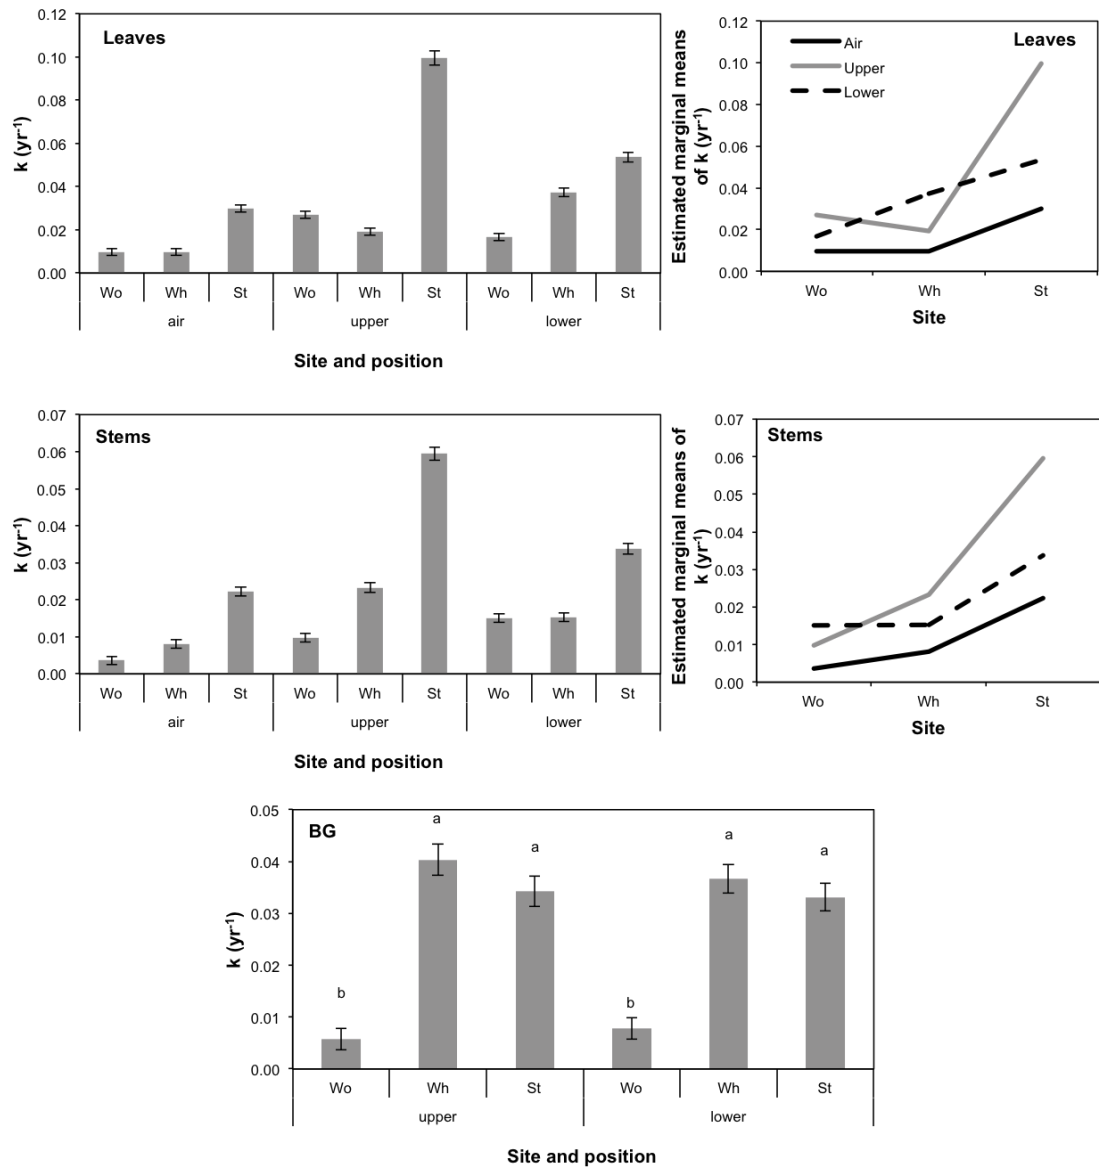 Leaves
0.12
0.10
0.08
0.06
0.04
0.02
0.00
k (yr-1)
Wo Wh St Wo Wh St Wo Wh St
air upper lower
Site and position
Leaves
Air
Upper
Lower
0.12
0.10
0.08
0.06
0.04
0.02
0.00
Estimated marginal means
of k (yr-1)
Wo Wh St
Site
Stems
0.07
0.06
0.05
0.04
0.03
0.02
0.01
0.00
k (yr-1)
Wo Wh St Wo Wh St Wo Wh St
air upper lower
Site and position
Stems
0.07
0.06
0.05
0.04
0.03
0.02
0.01
0.00
Estimated marginal means of
k (yr-1)
Wo Wh St
Site
BG
0.05
0.04
0.03
0.02
0.01
0.00
k (yr-1)
b a a b a a
Wo Wh St Wo Wh St
upper lower
Site and position